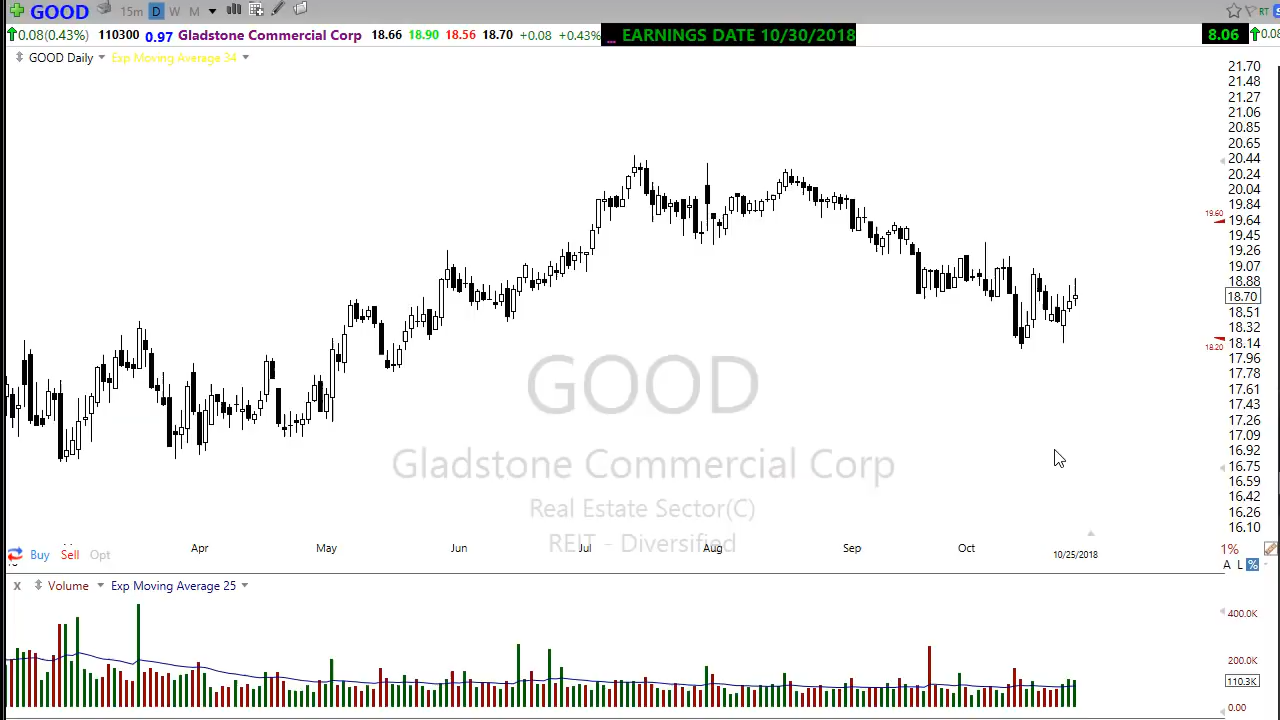 GOOD 15m D W M RT
0.08(0.43%) 110300 0.97 Gladstone Commercial Corp 18.66 18.90 18.56 18.70 +0.08 +0.43% ... EARNINGS DATE 10/30/2018 8.06 0.08
GOOD Daily Exp Moving Average 34
21.70
21.48
21.27
21.06
20.85
20.65
20.44
20.24
20.04
19.84
19.60
19.64
19.45
19.26
19.07
18.88
18.70
18.51
18.32
18.14
18.20
17.96
17.78
17.61
17.43
17.26
17.09
16.92
16.75
16.59
16.42
16.26
16.10
GOOD
Gladstone Commercial Corp
Real Estate Sector(C)
REIT - Diversified
Apr May Jun Jul Aug Sep Oct 10/25/2018
Buy Sell Opt 1%
A L %
X Volume Exp Moving Average 25
400.0K
200.0K
110.3K
0.00